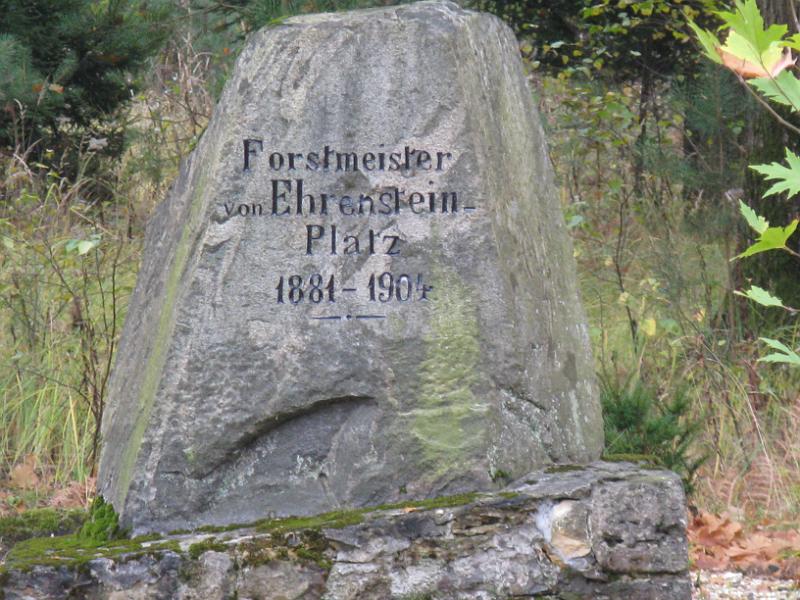 Forstmeister
von Ehrenstein-
Platz
1881-1904